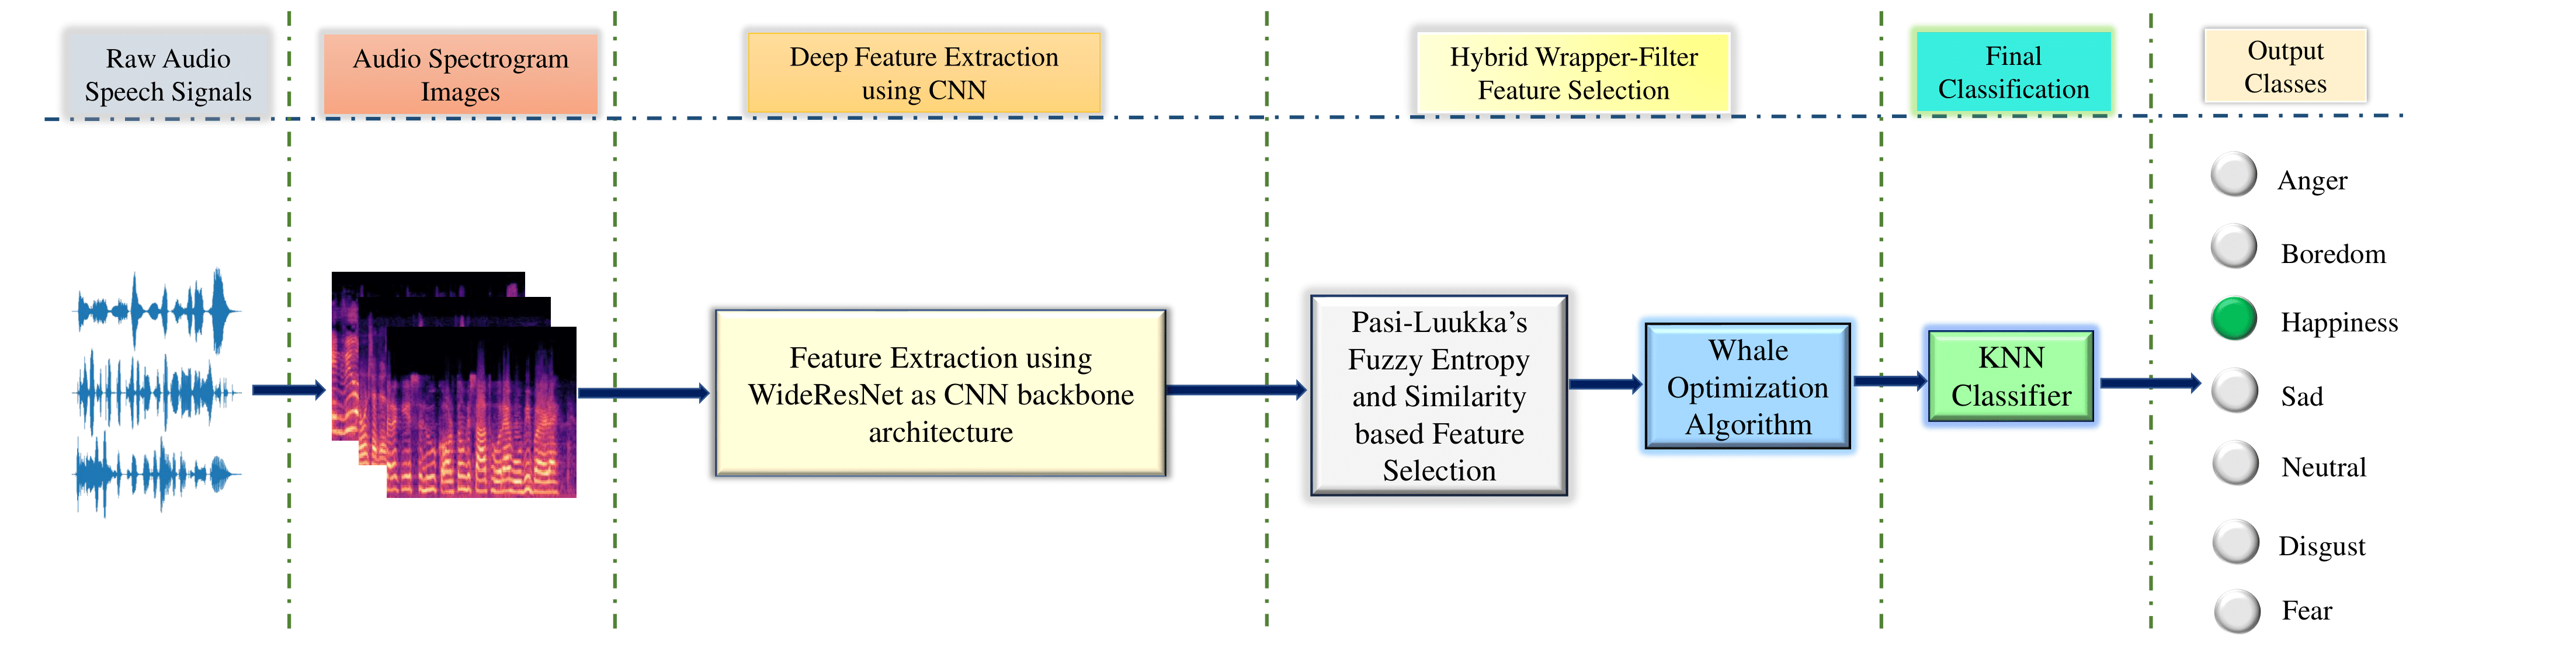 Raw Audio
Speech Signals
Audio Spectrogram
Images
Deep Feature Extraction
using CNN
Hybrid Wrapper-Filter
Feature Selection
Final
Classification
Output
Classes
Feature Extraction using
WideResNet as CNN backbone
architecture
Pasi-Luukka’s
Fuzzy Entropy
and Similarity
based Feature
Selection
Whale
Optimization
Algorithm
KNN
Classifier
Anger
Boredom
Happiness
Sad
Neutral
Disgust
Fear